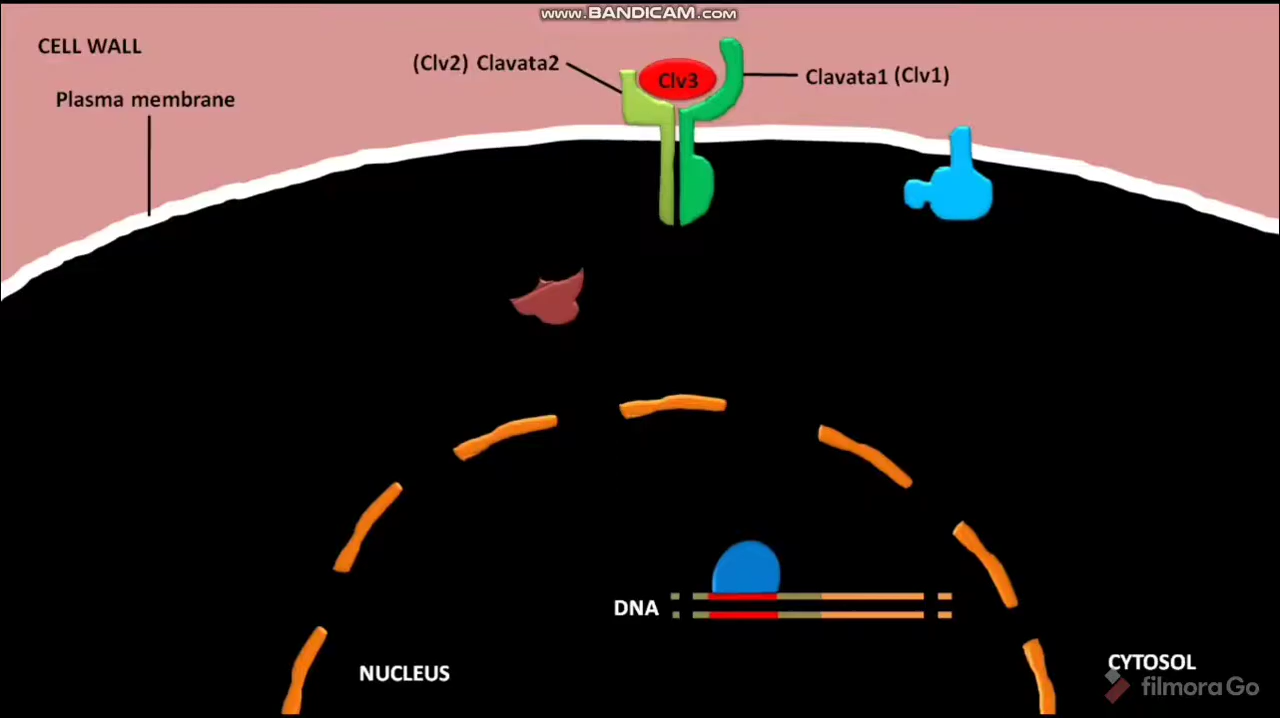 www.BANDICAM.com
CELL WALL
(Clv2) Clavata2
Clv3
Clavata1 (Clv1)
Plasma membrane
DNA
NUCLEUS
CYTOSOL
filmora Go